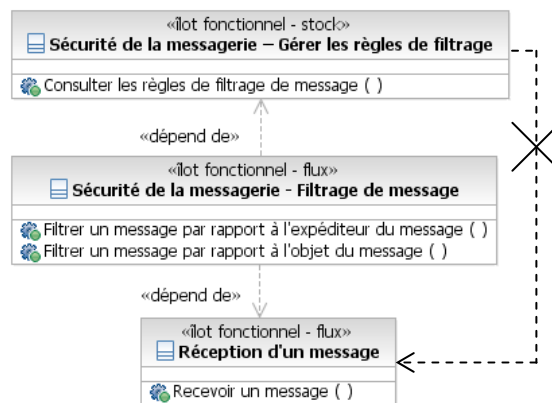 «îlot fonctionnel - stock»
Sécurité de la messagerie – Gérer les règles de filtrage
Consulter les règles de filtrage de message ( )
«dépend de»
«îlot fonctionnel - flux»
Sécurité de la messagerie - Filtrage de message
Filtrer un message par rapport à l'expéditeur du message ( )
Filtrer un message par rapport à l'objet du message ( )
«dépend de»
«îlot fonctionnel - flux»
Réception d'un message
Recevoir un message ( )